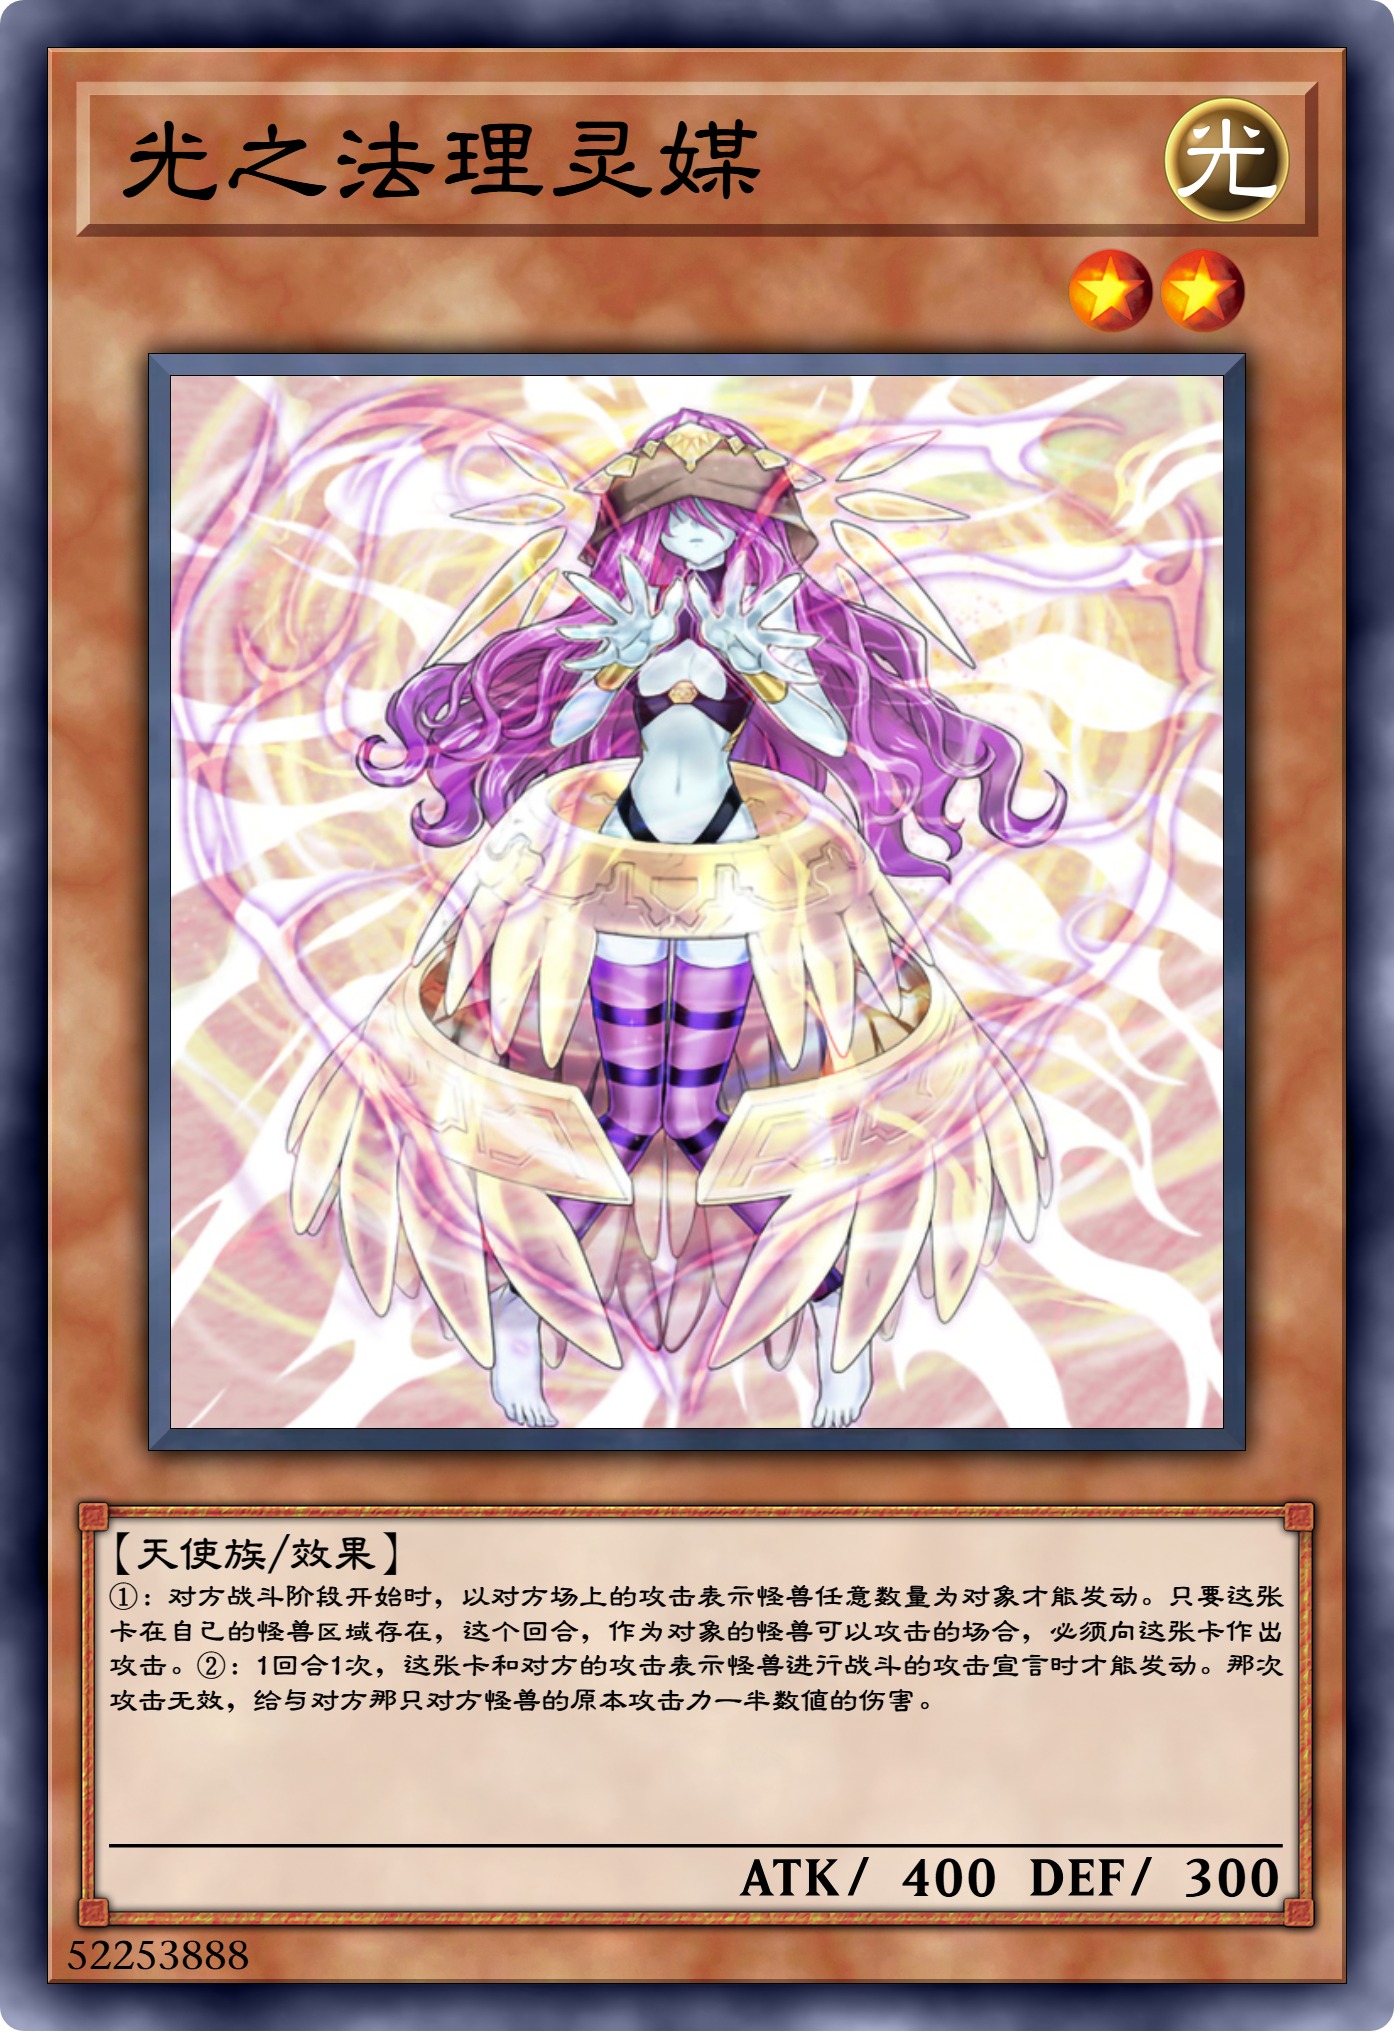 光之法理灵媒
光
【天使族/效果】
①：对方战斗阶段开始时，以对方场上的攻击表示怪兽任意数量为对象才能发动。只要这张
卡在自己的怪兽区域存在，这个回合，作为对象的怪兽可以攻击的场合，必须向这张卡作出
攻击。②：1回合1次，这张卡和对方的攻击表示怪兽进行战斗的攻击宣言时才能发动。那次
攻击无效，给与对方那只对方怪兽的原本攻击力一半数值的伤害。
ATK/ 400 DEF/ 300
52253888